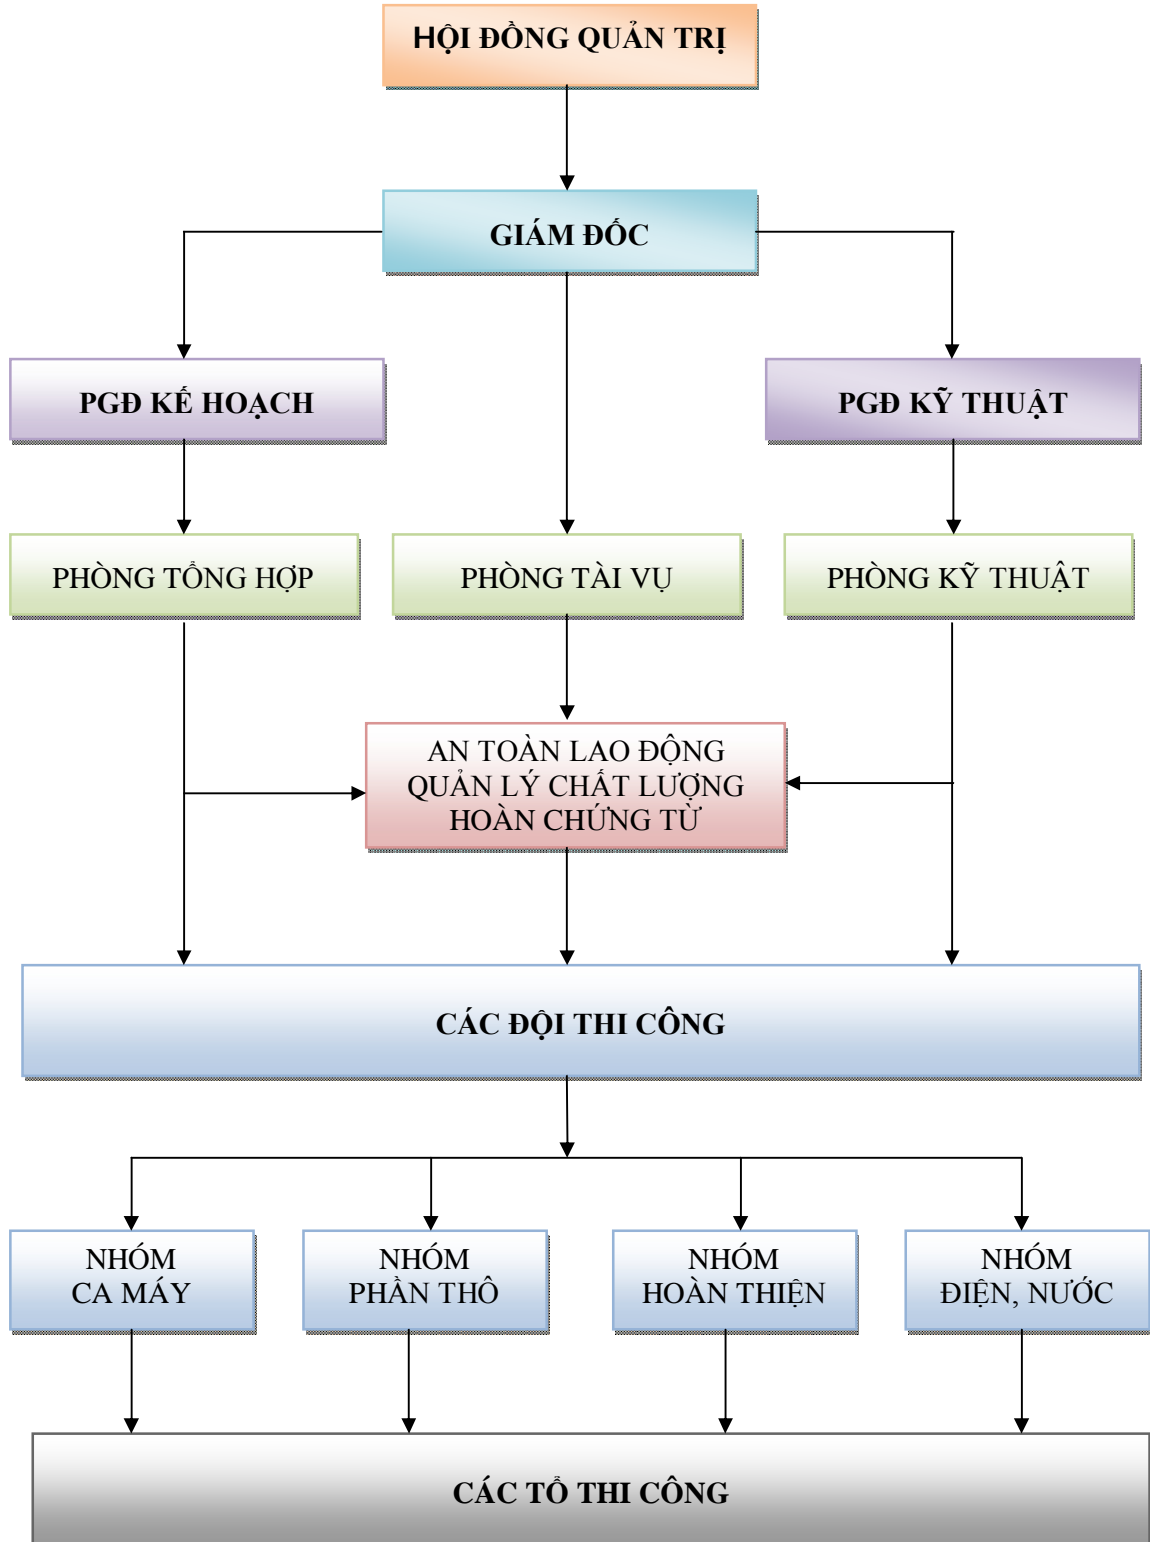 HỘI ĐỒNG QUẢN TRỊ
GIÁM ĐỐC
PGĐ KẾ HOẠCH
PGĐ KỸ THUẬT
PHÒNG TỔNG HỢP
PHÒNG TÀI VỤ
PHÒNG KỸ THUẬT
AN TOÀN LAO ĐỘNG
QUẢN LÝ CHẤT LƯỢNG
HOÀN CHỨNG TỪ
CÁC ĐỘI THI CÔNG
NHÓM
CA MÁY
NHÓM
PHẦN THÔ
NHÓM
HOÀN THIỆN
NHÓM
ĐIỆN, NƯỚC
CÁC TỔ THI CÔNG